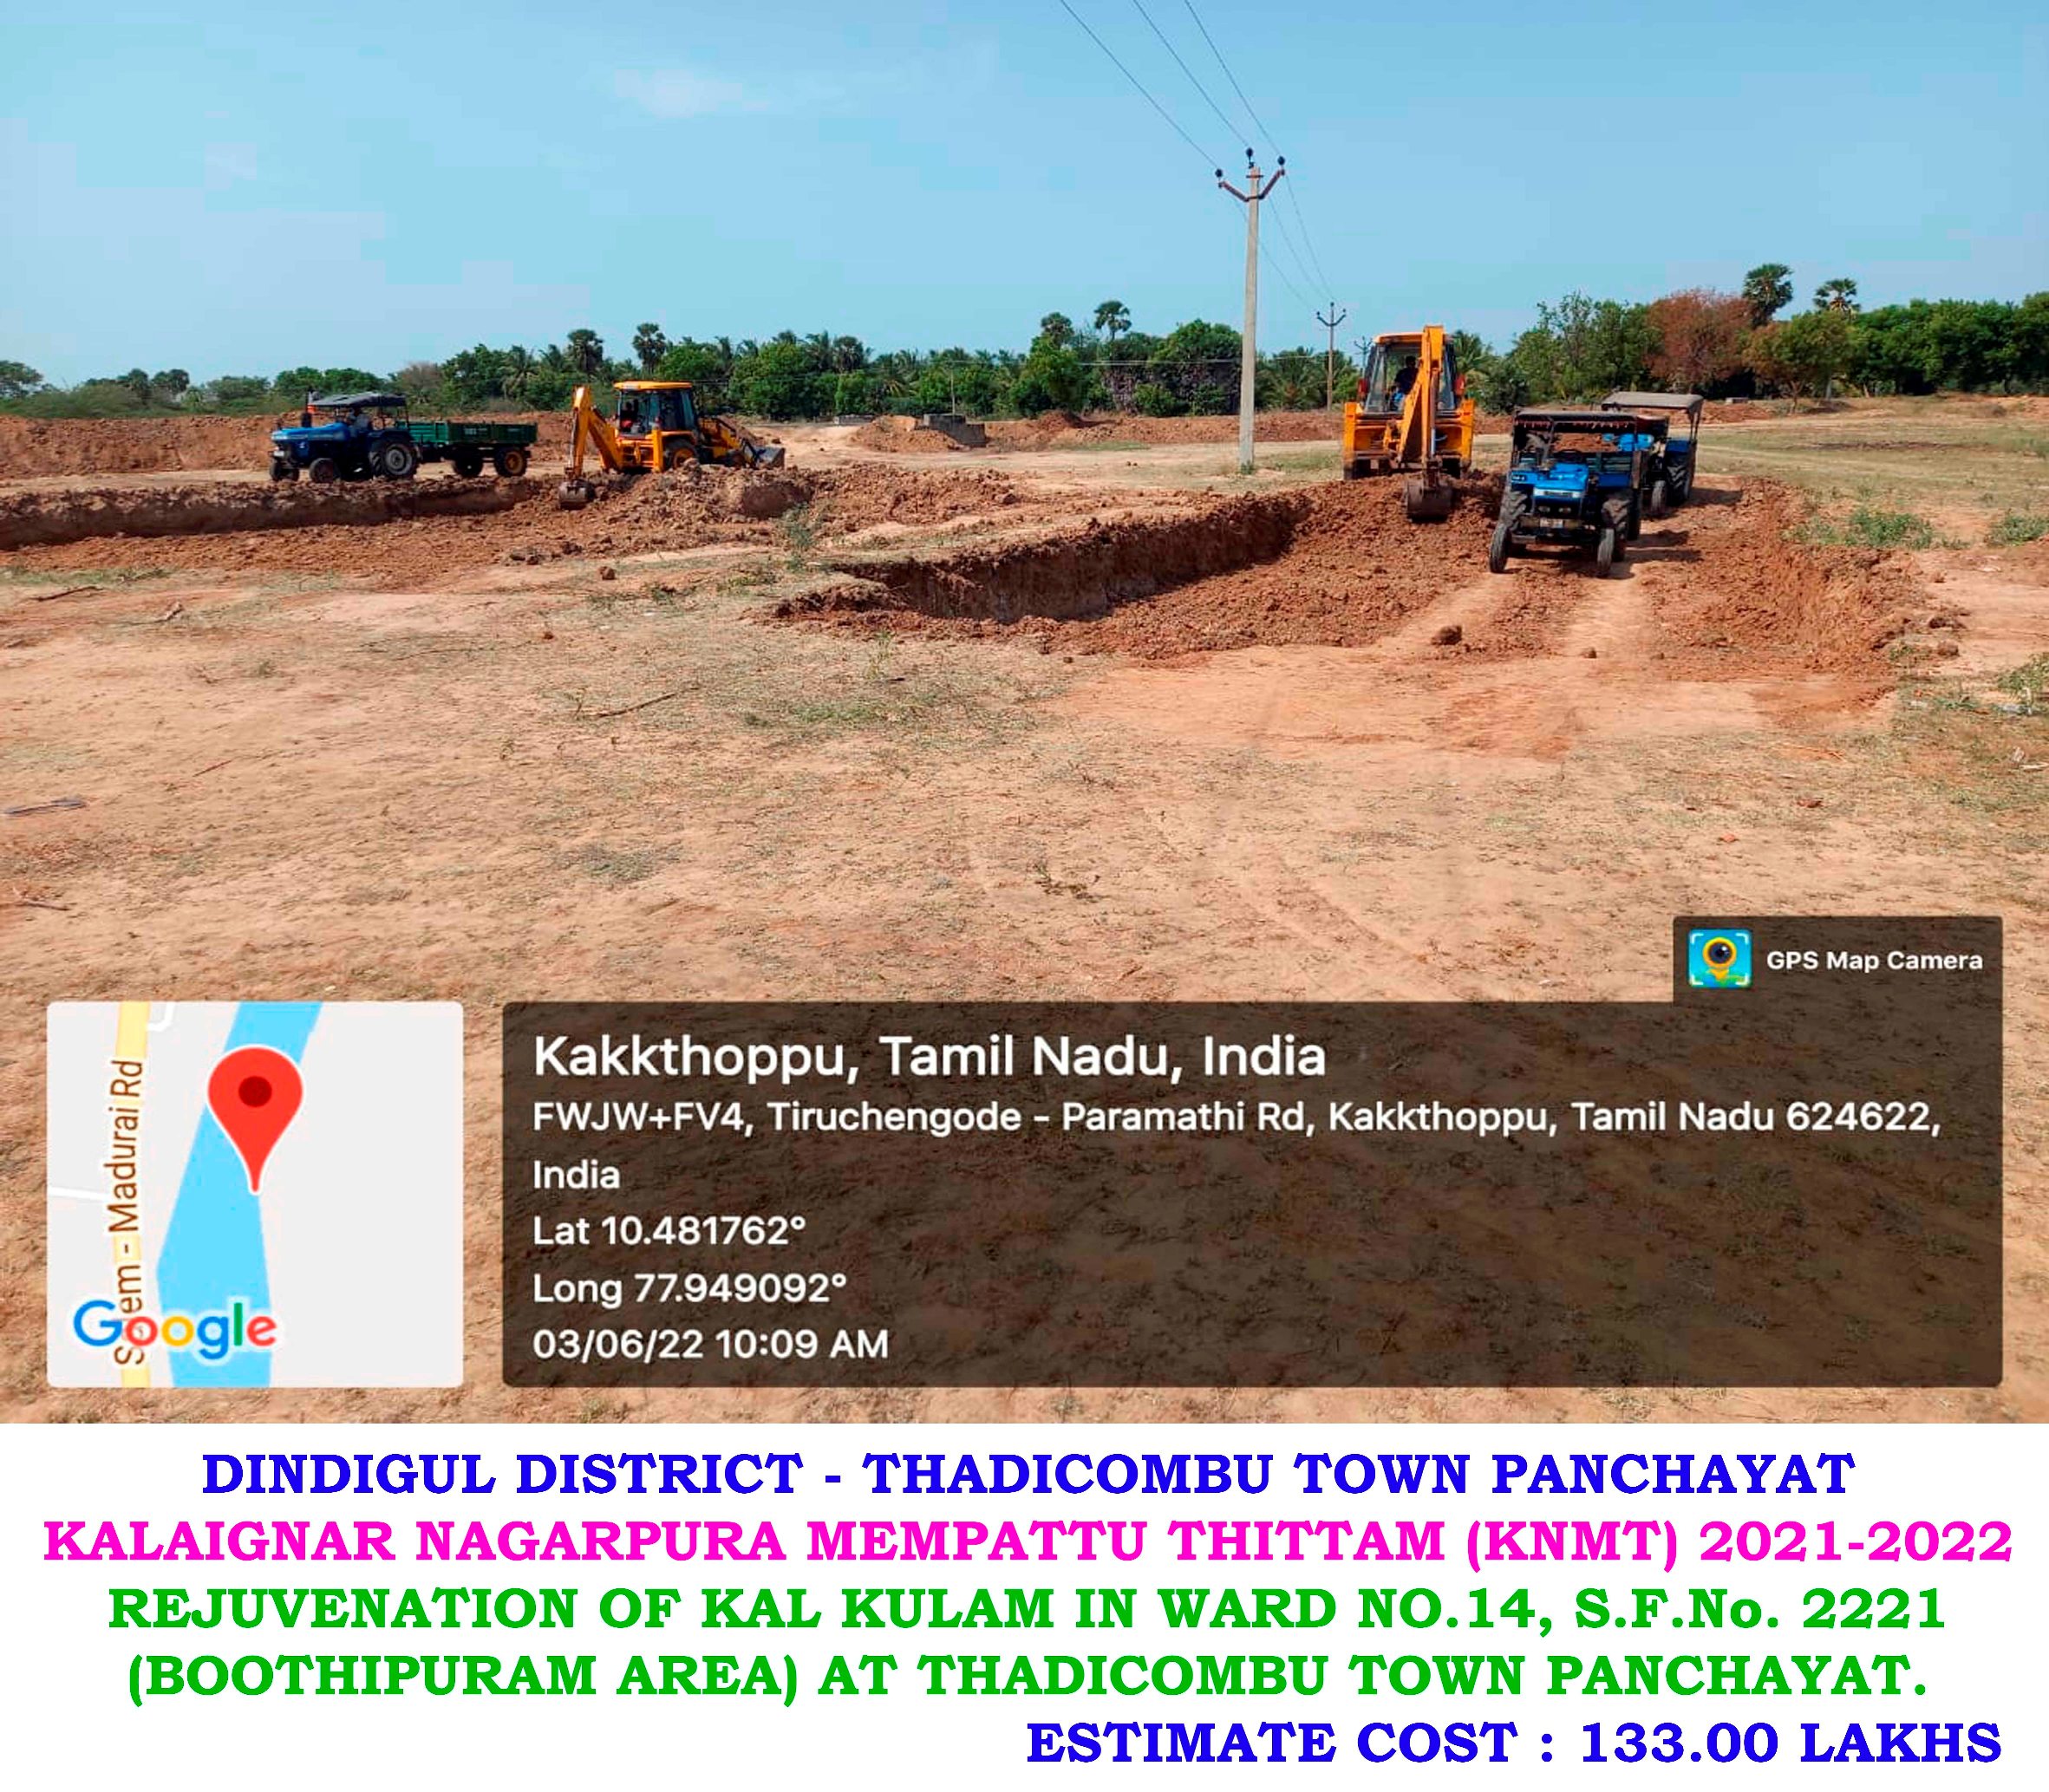 GPS Map Camera
Salem - Madurai Rd
Google
Kakkthoppu, Tamil Nadu, India
FWJW+FV4, Tiruchengode - Paramathi Rd, Kakkthoppu, Tamil Nadu 624622,
India
Lat 10.481762°
Long 77.949092°
03/06/22 10:09 AM
DINDIGUL DISTRICT - THADICOMBU TOWN PANCHAYAT
KALAIGNAR NAGARPURA MEMPATTU THITTAM (KNMT) 2021-2022
REJUVENATION OF KAL KULAM IN WARD NO.14, S.F.No. 2221
(BOOTHIPURAM AREA) AT THADICOMBU TOWN PANCHAYAT.
ESTIMATE COST : 133.00 LAKHS